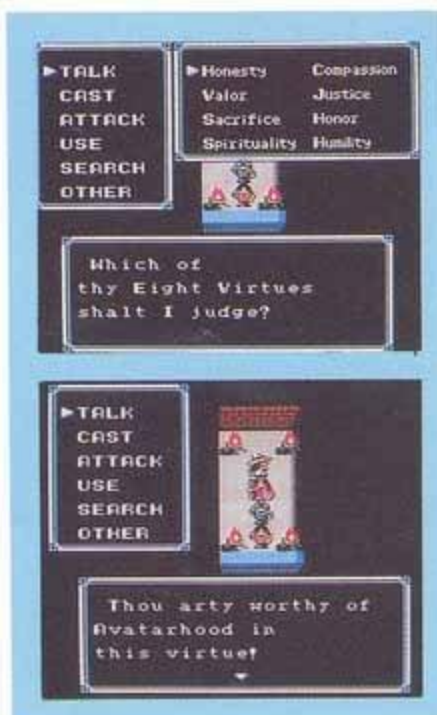 TALK
CAST
ATTACK
USE
SEARCH
OTHER
Honesty Compassion
Valor Justice
Sacrifice Honor
Spirituality Humility
Which of
thy Eight Virtues
shalt I judge?
TALK
CAST
ATTACK
USE
SEARCH
OTHER
Thou arty worthy of
Avatarhood in
this virtue!